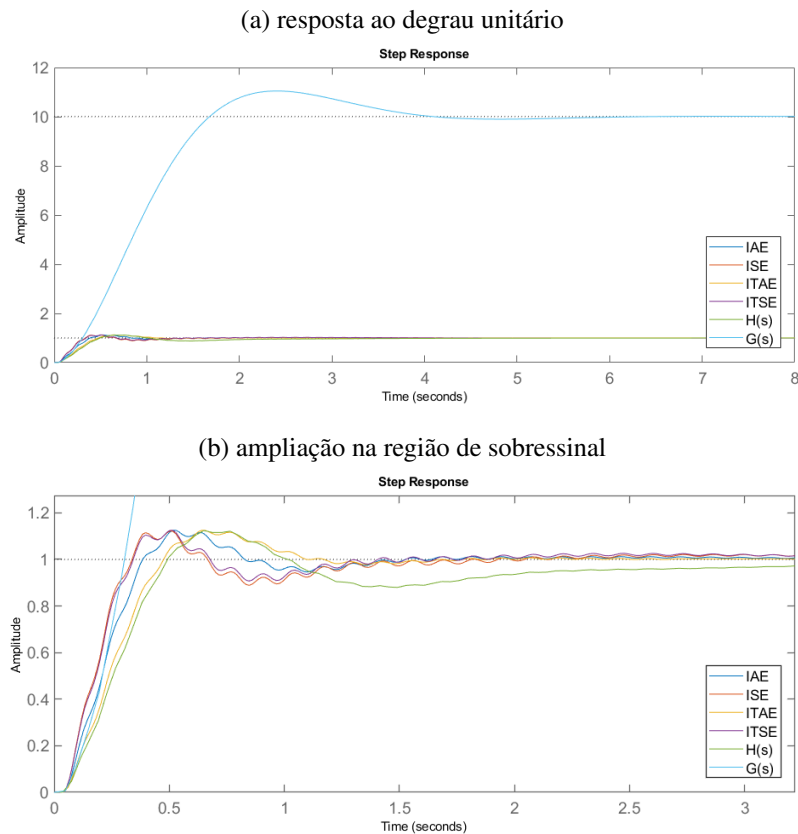 (a) resposta ao degrau unitário
Step Response
12
10
8
6
4
2
0
Amplitude
IAE
ISE
ITAE
ITSE
H(s)
G(s)
0 1 2 3 4 5 6 7 8
Time (seconds)
(b) ampliação na região de sobressinal
Step Response
1.2
1
0.8
0.6
0.4
0.2
0
Amplitude
IAE
ISE
ITAE
ITSE
H(s)
G(s)
0 0.5 1 1.5 2 2.5 3
Time (seconds)